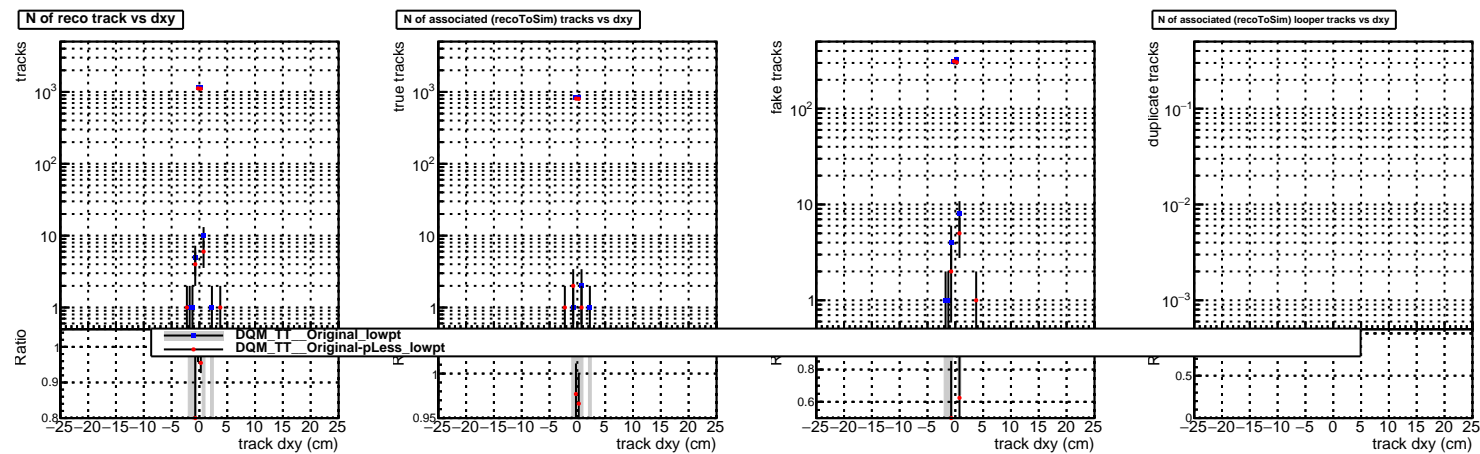 N of reco track vs dxy
tracks
10³
10²
10
1
Ratio
1
0.9
0.8
−25 −20 −15 −10 −5 0 5 10 15 20 25
track dxy (cm)
N of associated (recoToSim) tracks vs dxy
true tracks
10³
10²
10
1
1
0.95
−25 −20 −15 −10 −5 0 5 10 15 20 25
track dxy (cm)
fake tracks
10²
10
1
0.8
0.6
−25 −20 −15 −10 −5 0 5 10 15 20 25
track dxy (cm)
N of associated (recoToSim) looper tracks vs dxy
duplicate tracks
10⁻¹
10⁻²
10⁻³
0.5
0
−25 −20 −15 −10 −5 0 5 10 15 20 25
track dxy (cm)
DQM_TT__Original_lowpt
DQM_TT__Original-pLess_lowpt